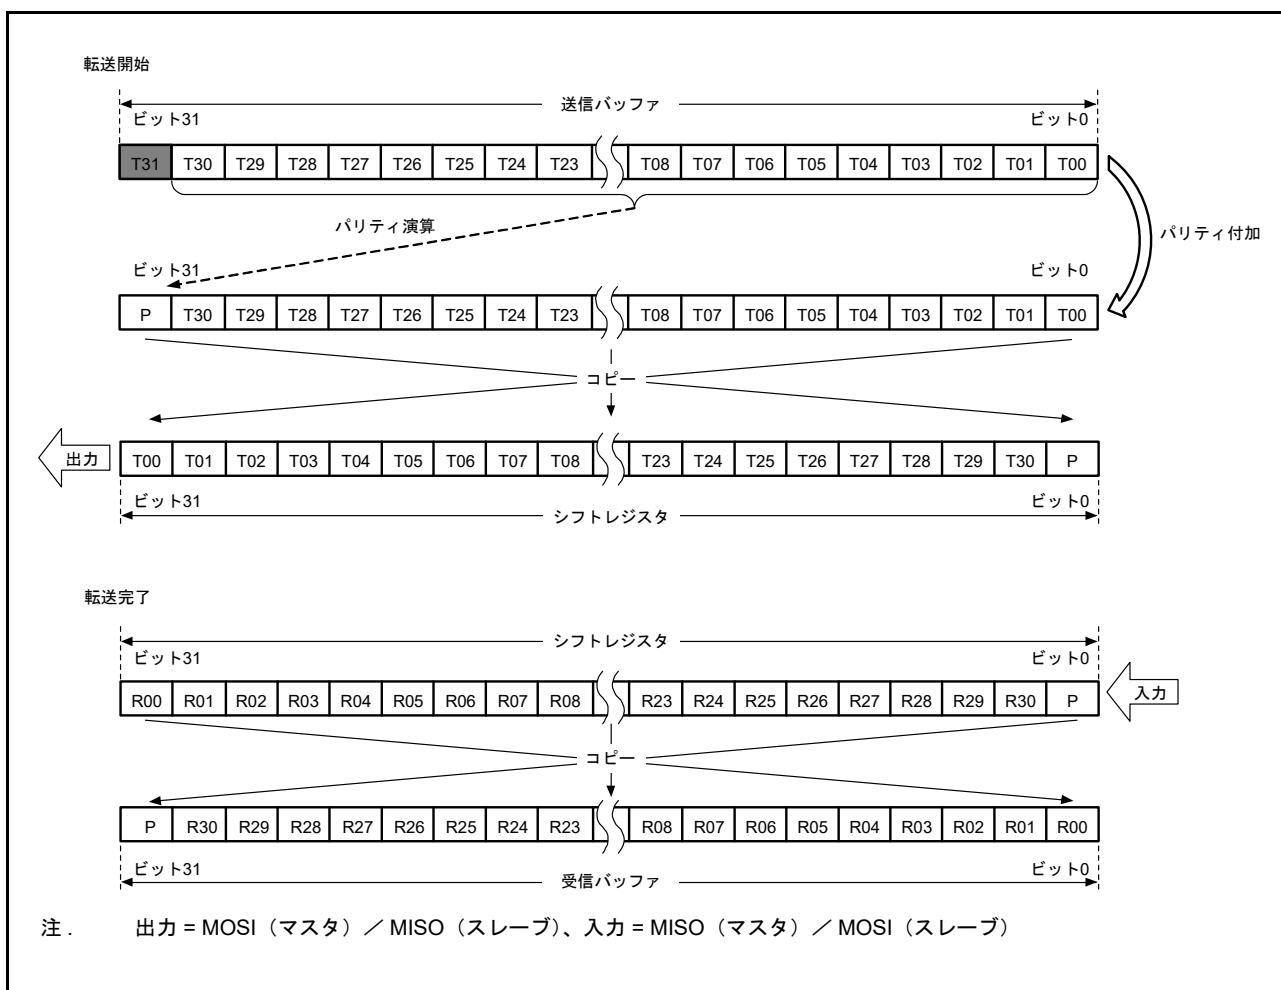 転送開始
送信バッファ
ビット31 ビット0
T31 T30 T29 T28 T27 T26 T25 T24 T23 T08 T07 T06 T05 T04 T03 T02 T01 T00
パリティ演算
パリティ付加
ビット31 ビット0
P T30 T29 T28 T27 T26 T25 T24 T23 T08 T07 T06 T05 T04 T03 T02 T01 T00
コピー
出力 T00 T01 T02 T03 T04 T05 T06 T07 T08 T23 T24 T25 T26 T27 T28 T29 T30 P
ビット31 ビット0
シフトレジスタ
転送完了
シフトレジスタ
ビット31 ビット0
R00 R01 R02 R03 R04 R05 R06 R07 R08 R23 R24 R25 R26 R27 R28 R29 R30 P 入力
コピー
P R30 R29 R28 R27 R26 R25 R24 R23 R08 R07 R06 R05 R04 R03 R02 R01 R00
ビット31 ビット0
受信バッファ
注． 出力 = MOSI（マスタ）／ MISO（スレーブ）、入力 = MISO（マスタ）／ MOSI（スレーブ）